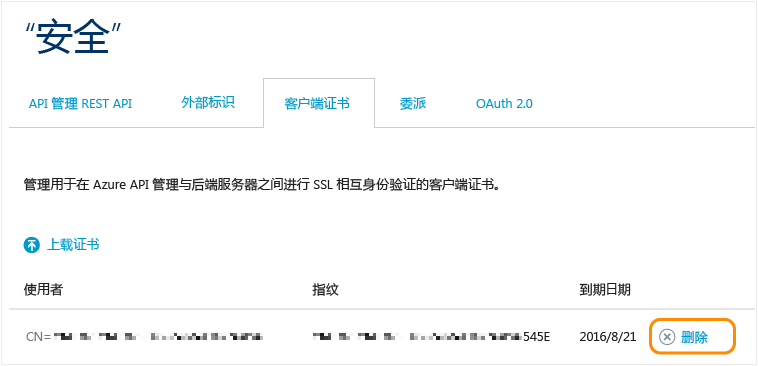 “安全”
API 管理 REST API 外部标识 客户端证书 委派 OAuth 2.0
管理用于在 Azure API 管理与后端服务器之间进行 SSL 相互身份验证的客户端证书。
上载证书
使用者 指纹 到期日期
CN= 545E 2016/8/21 删除